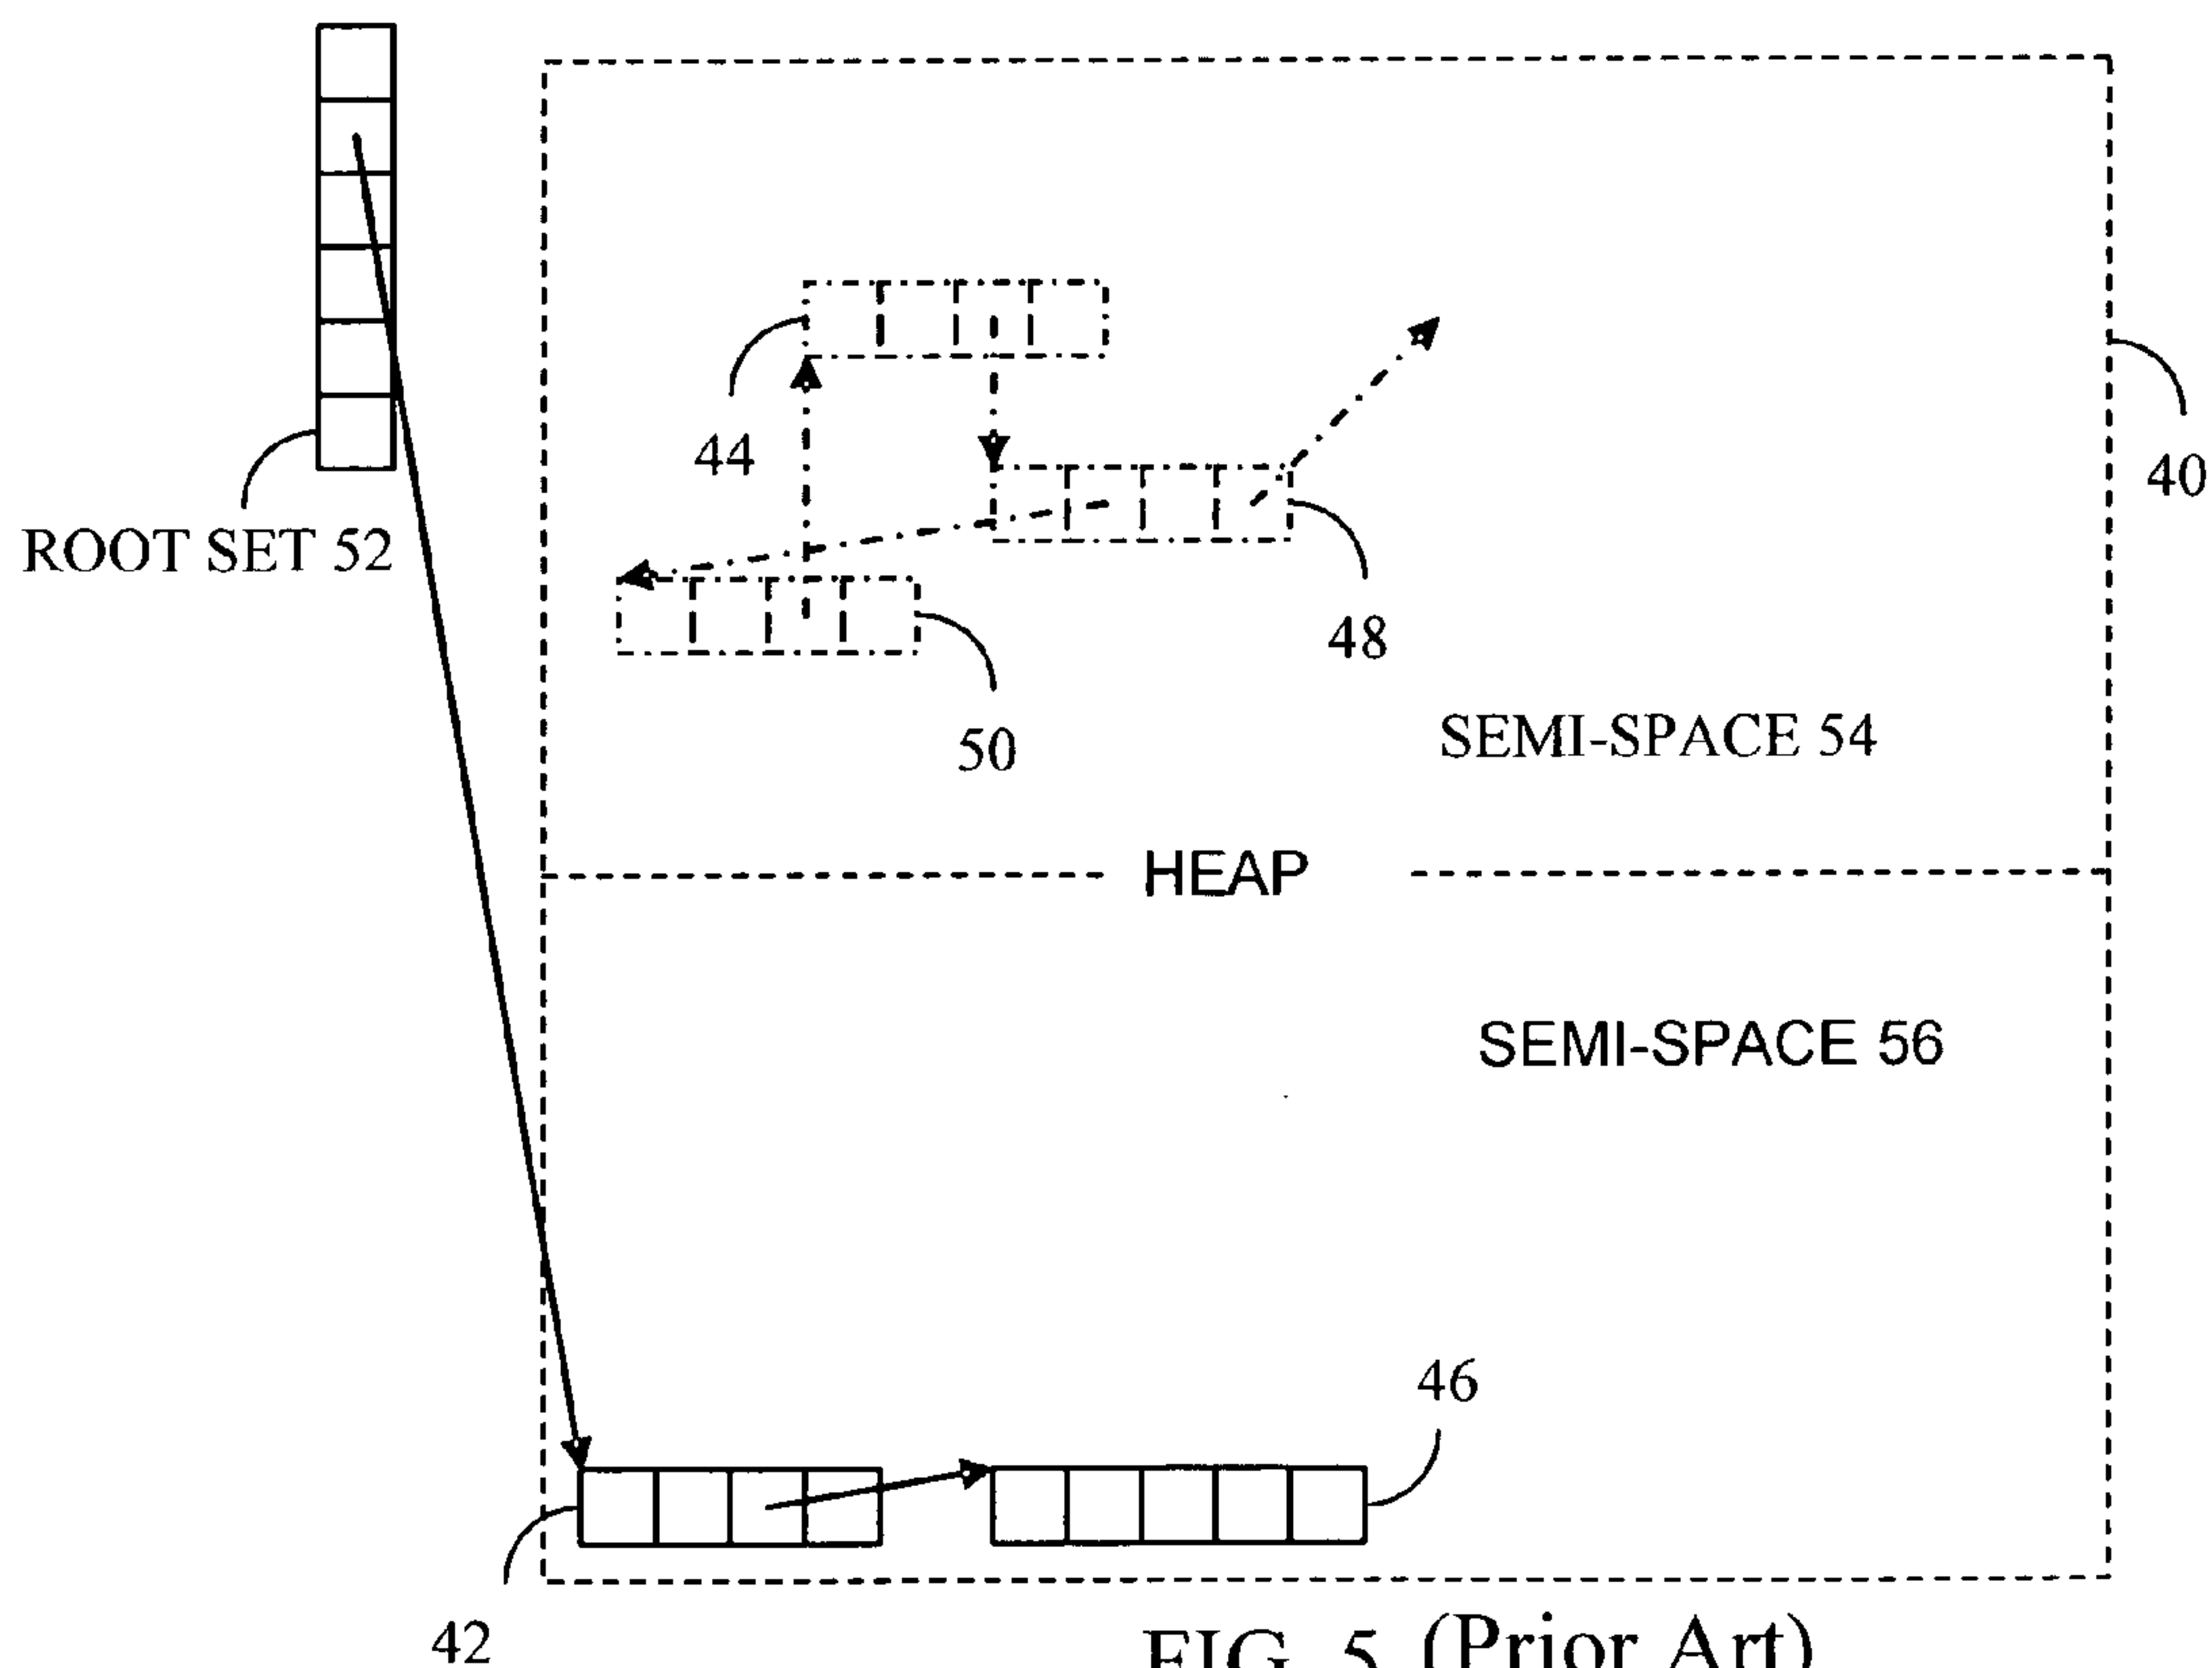 44
40
ROOT SET 52
48
50
SEMI-SPACE 54
HEAP
SEMI-SPACE 56
46
42
FIG. 5 (Prior Art)